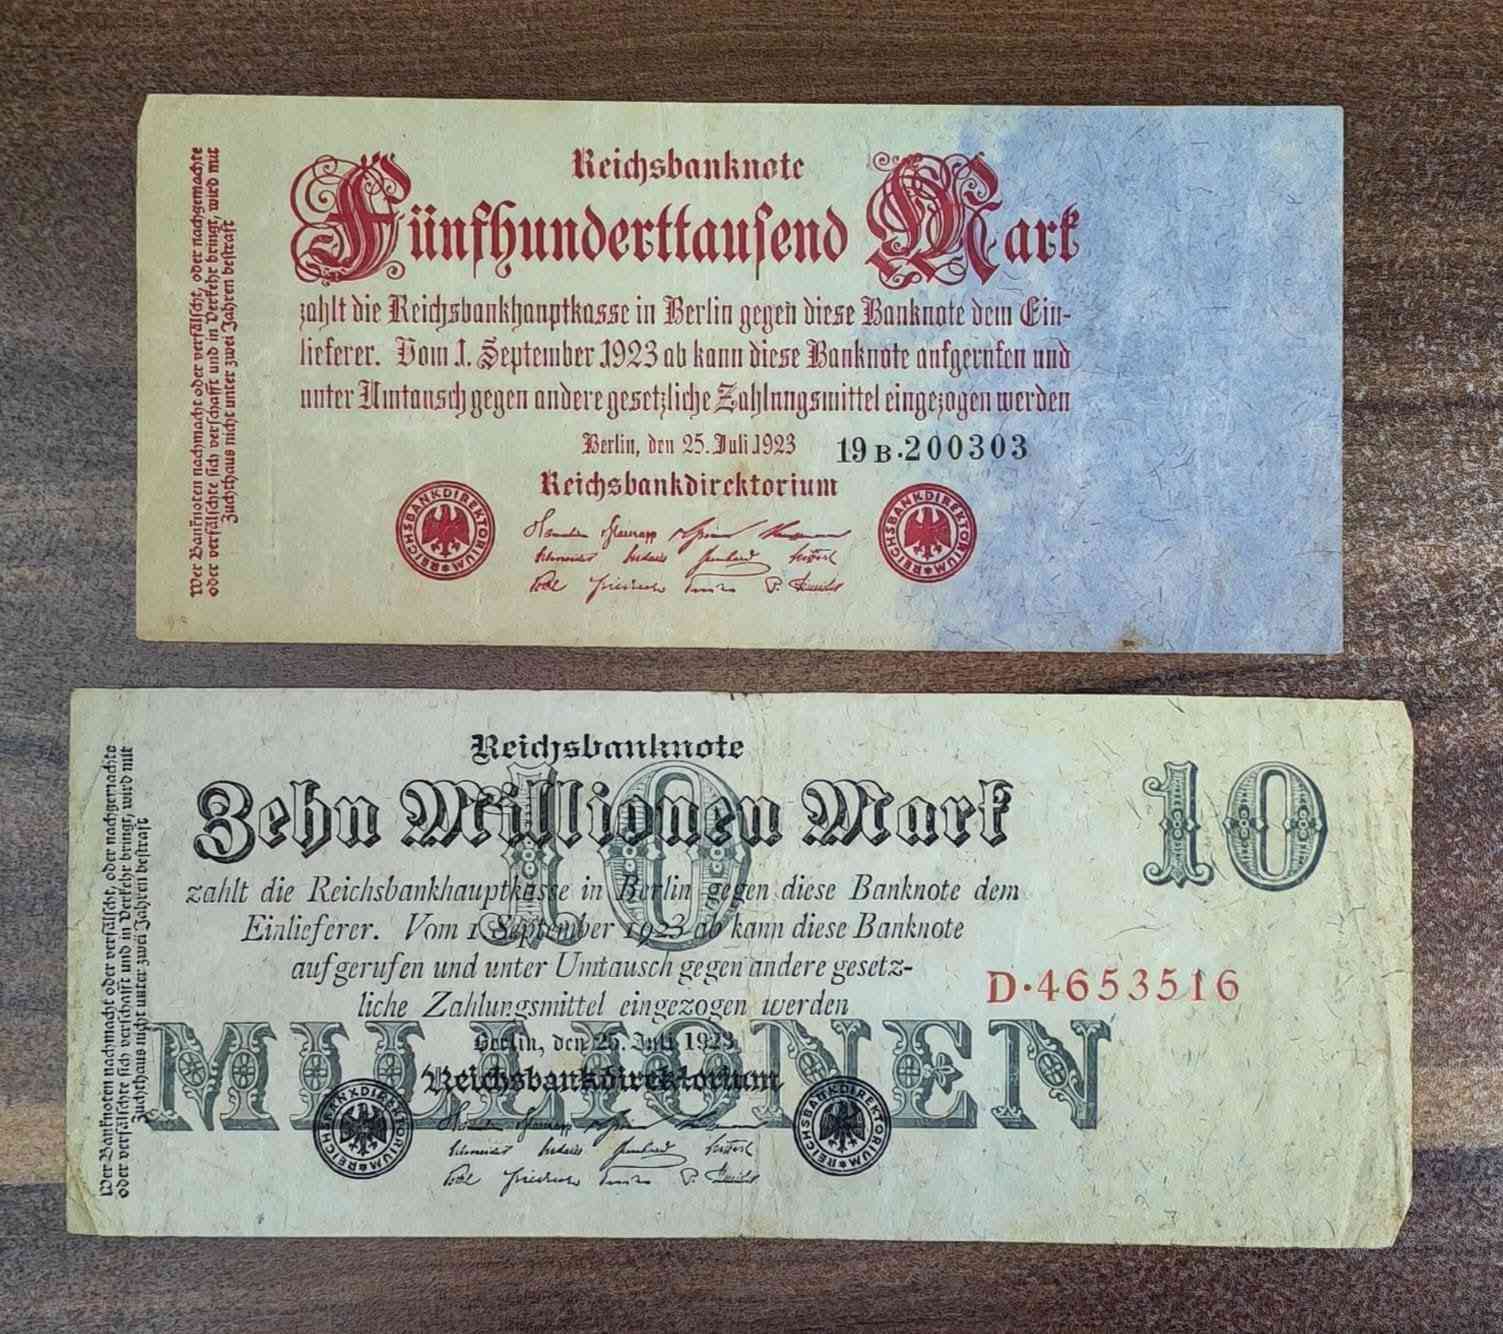 Reichsbanknote
Fünfhunderttausend Mark
zahlt die Reichsbankhauptkasse in Berlin gegen diese Banknote dem Ein-
lieferer. Vom 1. September 1923 ab kann diese Banknote aufgerufen und
unter Umtausch gegen andere gesetzliche Zahlungsmittel eingezogen werden
Berlin, den 25. Juli 1923
19 B·200303
Reichsbankdirektorium
REICHSBANKDIREKTORIUM
REICHSBANKDIREKTORIUM
Wer Banknoten nachmacht oder verfälscht, oder nachgemachte
oder verfälschte sich verschafft und in Verkehr bringt, wird mit
Zuchthaus nicht unter zwei Jahren bestraft
Reichsbanknote
Zehn Millionen Mark
10
10
zahlt die Reichsbankhauptkasse in Berlin gegen diese Banknote dem
Einlieferer. Vom 1. September 1923 ab kann diese Banknote
aufgerufen und unter Umtausch gegen andere gesetz-
liche Zahlungsmittel eingezogen werden
D·4653516
MILLIONEN
Berlin, den 25. Juli 1923
Reichsbankdirektorium
REICHSBANKDIREKTORIUM
REICHSBANKDIREKTORIUM
Wer Banknoten nachmacht oder verfälscht, oder nachgemachte
oder verfälschte sich verschafft und in Verkehr bringt, wird mit
Zuchthaus nicht unter zwei Jahren bestraft